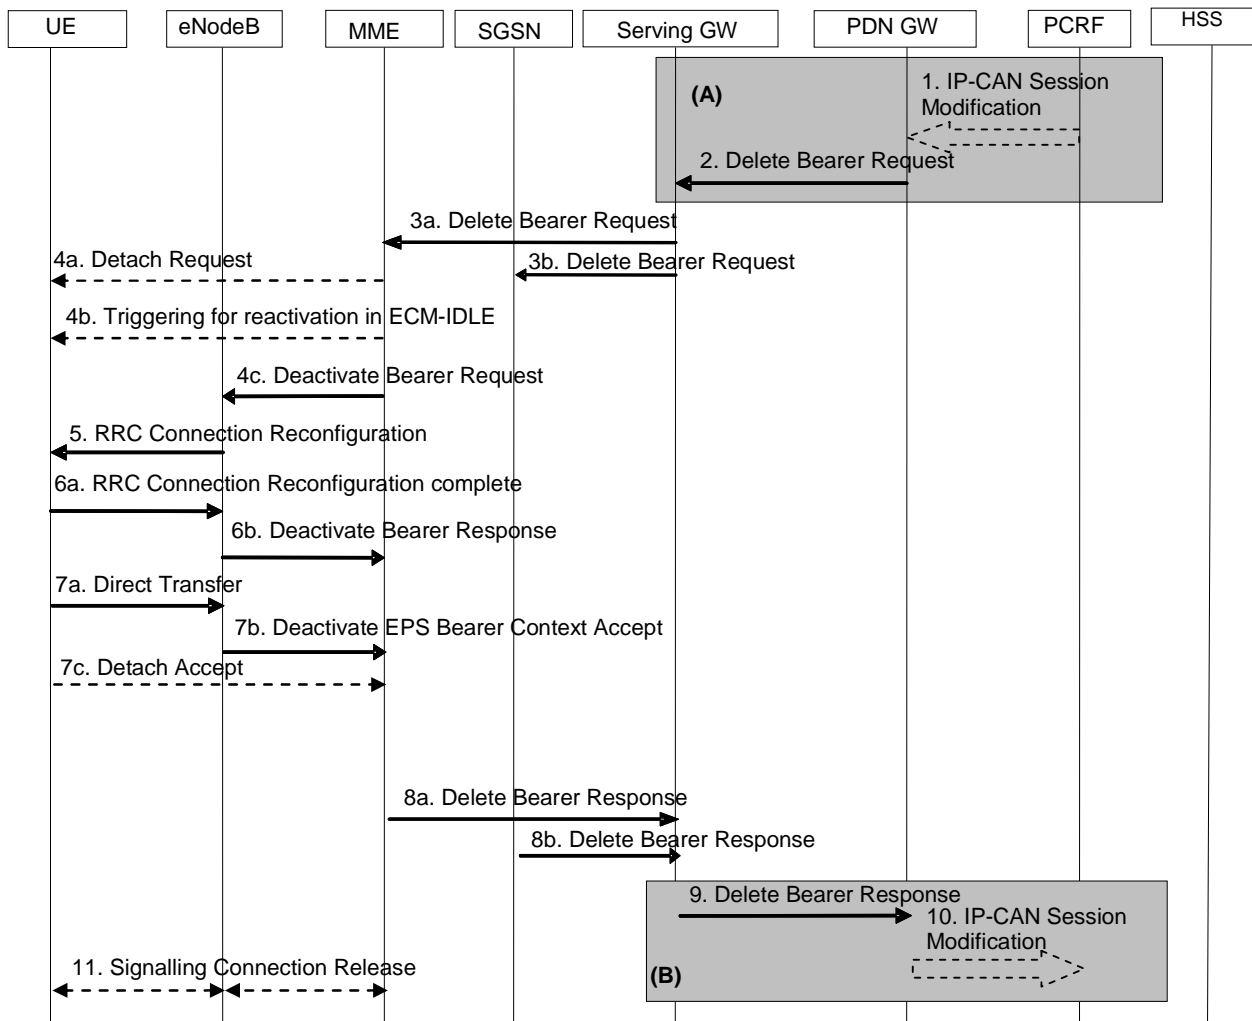 UE
eNodeB
MME
SGSN
Serving GW
PDN GW
PCRF
HSS
(A)
1. IP-CAN Session
Modification
2. Delete Bearer Request
3a. Delete Bearer Request
4a. Detach Request
3b. Delete Bearer Request
4b. Triggering for reactivation in ECM-IDLE
4c. Deactivate Bearer Request
5. RRC Connection Reconfiguration
6a. RRC Connection Reconfiguration complete
6b. Deactivate Bearer Response
7a. Direct Transfer
7b. Deactivate EPS Bearer Context Accept
7c. Detach Accept
8a. Delete Bearer Response
8b. Delete Bearer Response
9. Delete Bearer Response
10. IP-CAN Session
Modification
11. Signalling Connection Release
(B)